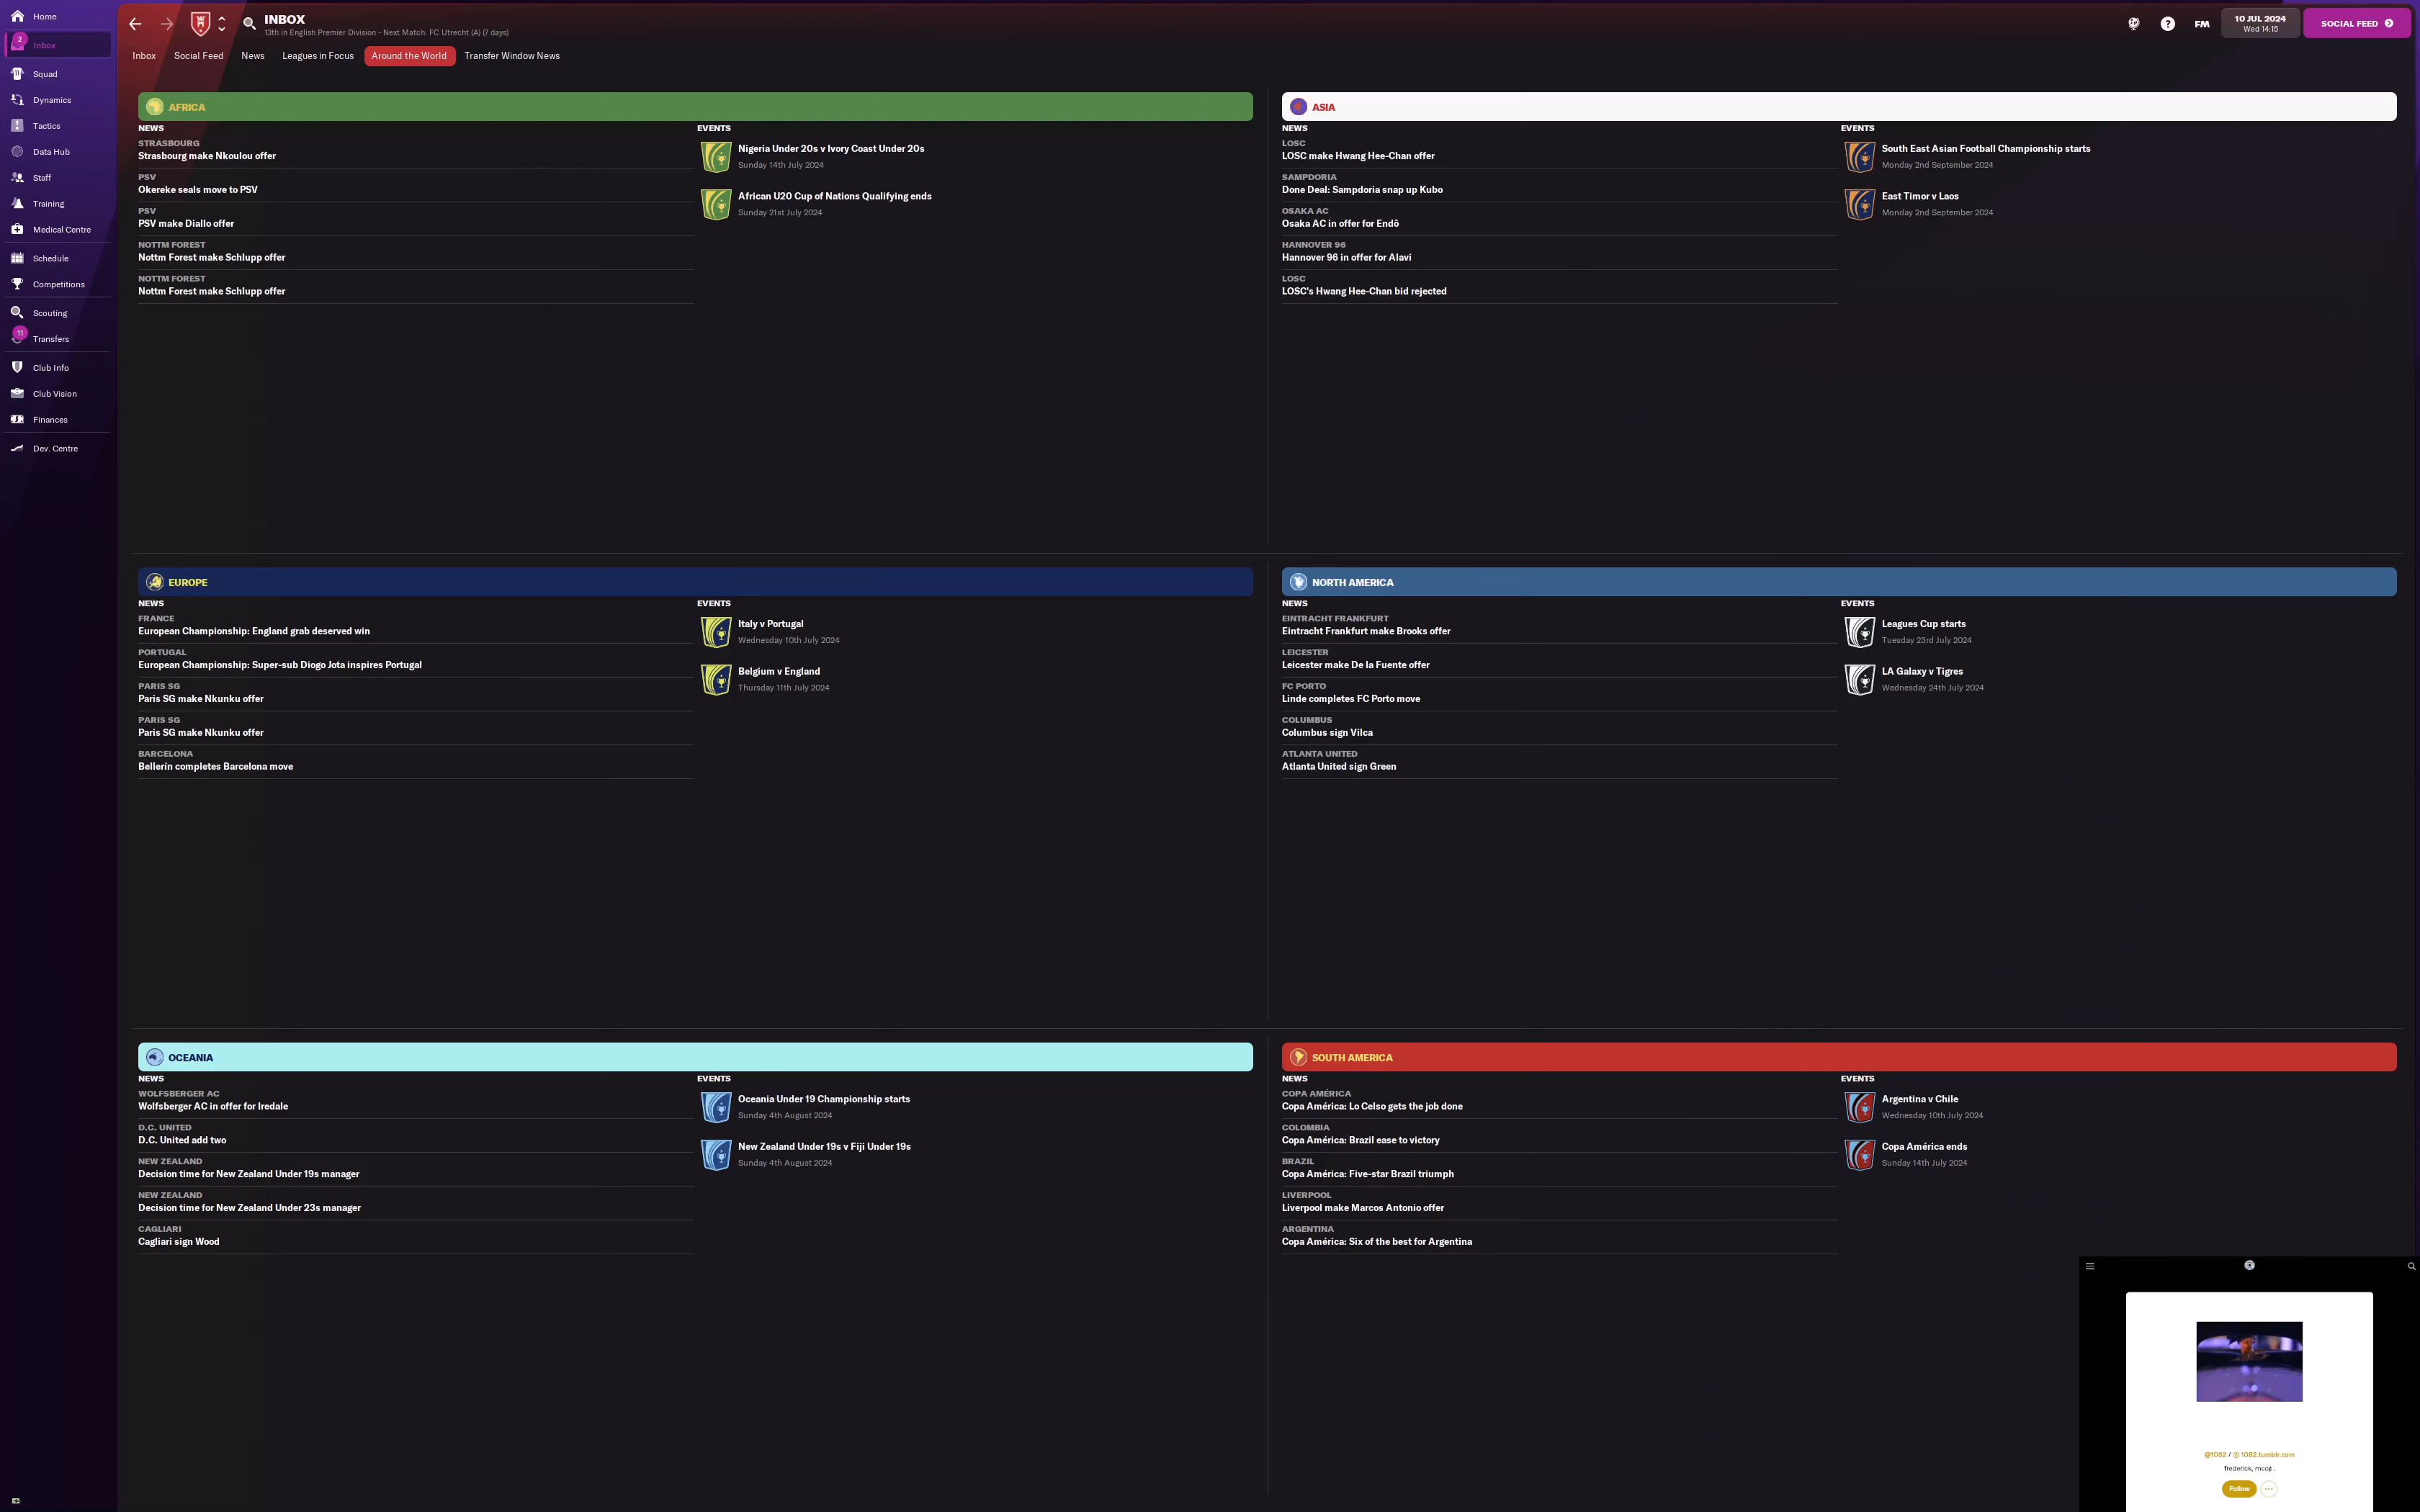 Home
2
Inbox
Squad
Dynamics
Tactics
Data Hub
Staff
Training
Medical Centre
Schedule
Competitions
Scouting
11
Transfers
Club Info
Club Vision
Finances
Dev. Centre
INBOX
13th in English Premier Division - Next Match: FC Utrecht (A) (7 days)
?
FM
10 JUL 2024
Wed 14:15
SOCIAL FEED
Inbox
Social Feed
News
Leagues in Focus
Around the World
Transfer Window News
AFRICA
NEWS
STRASBOURG
Strasbourg make Nkoulou offer
PSV
Okereke seals move to PSV
PSV
PSV make Diallo offer
NOTTM FOREST
Nottm Forest make Schlupp offer
NOTTM FOREST
Nottm Forest make Schlupp offer
EVENTS
Nigeria Under 20s v Ivory Coast Under 20s
Sunday 14th July 2024
African U20 Cup of Nations Qualifying ends
Sunday 21st July 2024
ASIA
NEWS
LOSC
LOSC make Hwang Hee-Chan offer
SAMPDORIA
Done Deal: Sampdoria snap up Kubo
OSAKA AC
Osaka AC in offer for Endō
HANNOVER 96
Hannover 96 in offer for Alavi
LOSC
LOSC's Hwang Hee-Chan bid rejected
EVENTS
South East Asian Football Championship starts
Monday 2nd September 2024
East Timor v Laos
Monday 2nd September 2024
EUROPE
NEWS
FRANCE
European Championship: England grab deserved win
PORTUGAL
European Championship: Super-sub Diogo Jota inspires Portugal
PARIS SG
Paris SG make Nkunku offer
PARIS SG
Paris SG make Nkunku offer
BARCELONA
Bellerín completes Barcelona move
EVENTS
Italy v Portugal
Wednesday 10th July 2024
Belgium v England
Thursday 11th July 2024
NORTH AMERICA
NEWS
EINTRACHT FRANKFURT
Eintracht Frankfurt make Brooks offer
LEICESTER
Leicester make De la Fuente offer
FC PORTO
Linde completes FC Porto move
COLUMBUS
Columbus sign Vilca
ATLANTA UNITED
Atlanta United sign Green
EVENTS
Leagues Cup starts
Tuesday 23rd July 2024
LA Galaxy v Tigres
Wednesday 24th July 2024
OCEANIA
NEWS
WOLFSBERGER AC
Wolfsberger AC in offer for Iredale
D.C. UNITED
D.C. United add two
NEW ZEALAND
Decision time for New Zealand Under 19s manager
NEW ZEALAND
Decision time for New Zealand Under 23s manager
CAGLIARI
Cagliari sign Wood
EVENTS
Oceania Under 19 Championship starts
Sunday 4th August 2024
New Zealand Under 19s v Fiji Under 19s
Sunday 4th August 2024
SOUTH AMERICA
NEWS
COPA AMÉRICA
Copa América: Lo Celso gets the job done
COLOMBIA
Copa América: Brazil ease to victory
BRAZIL
Copa América: Five-star Brazil triumph
LIVERPOOL
Liverpool make Marcos Antonio offer
ARGENTINA
Copa América: Six of the best for Argentina
EVENTS
Argentina v Chile
Wednesday 10th July 2024
Copa América ends
Sunday 14th July 2024
@1082 / 1082.tumblr.com
frederick,
Follow